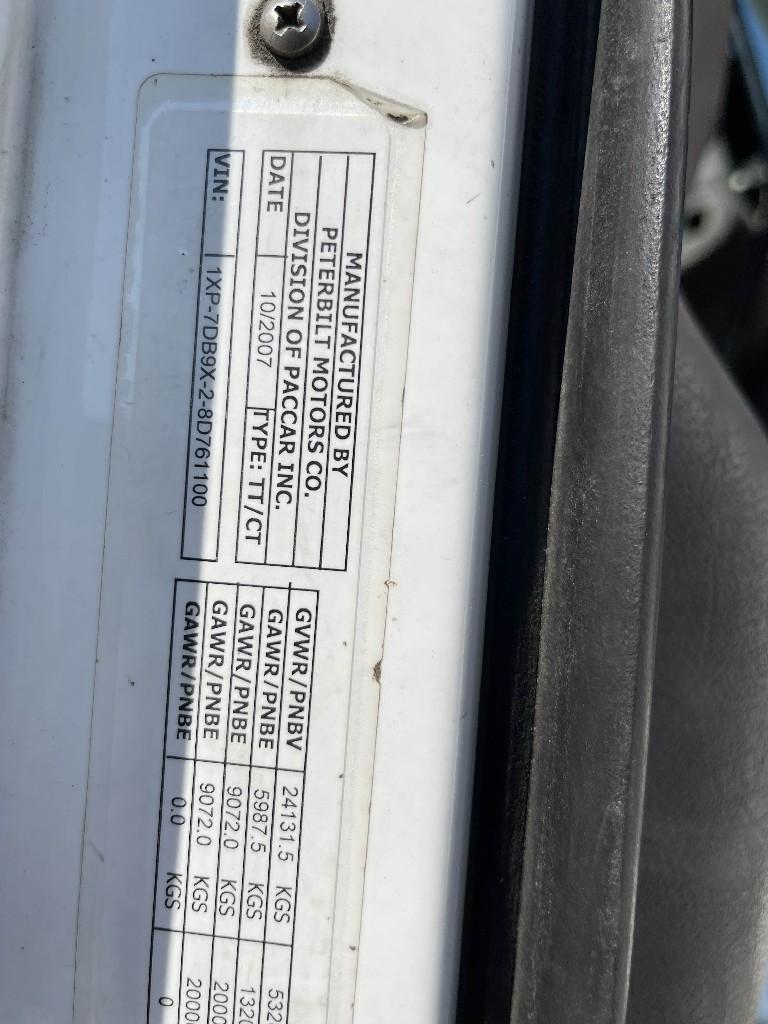 MANUFACTURED BY
PETERBILT MOTORS CO.
DIVISION OF PACCAR INC.
DATE 10/2007 TYPE: TT/CT
VIN: 1XP-7DB9X-2-8D761100
GVWR/PNBV 24131.5 KGS
GAWR/PNBE 5987.5 KGS
GAWR/PNBE 9072.0 KGS
GAWR/PNBE 9072.0 KGS
GAWR/PNBE 0.0 KGS 0